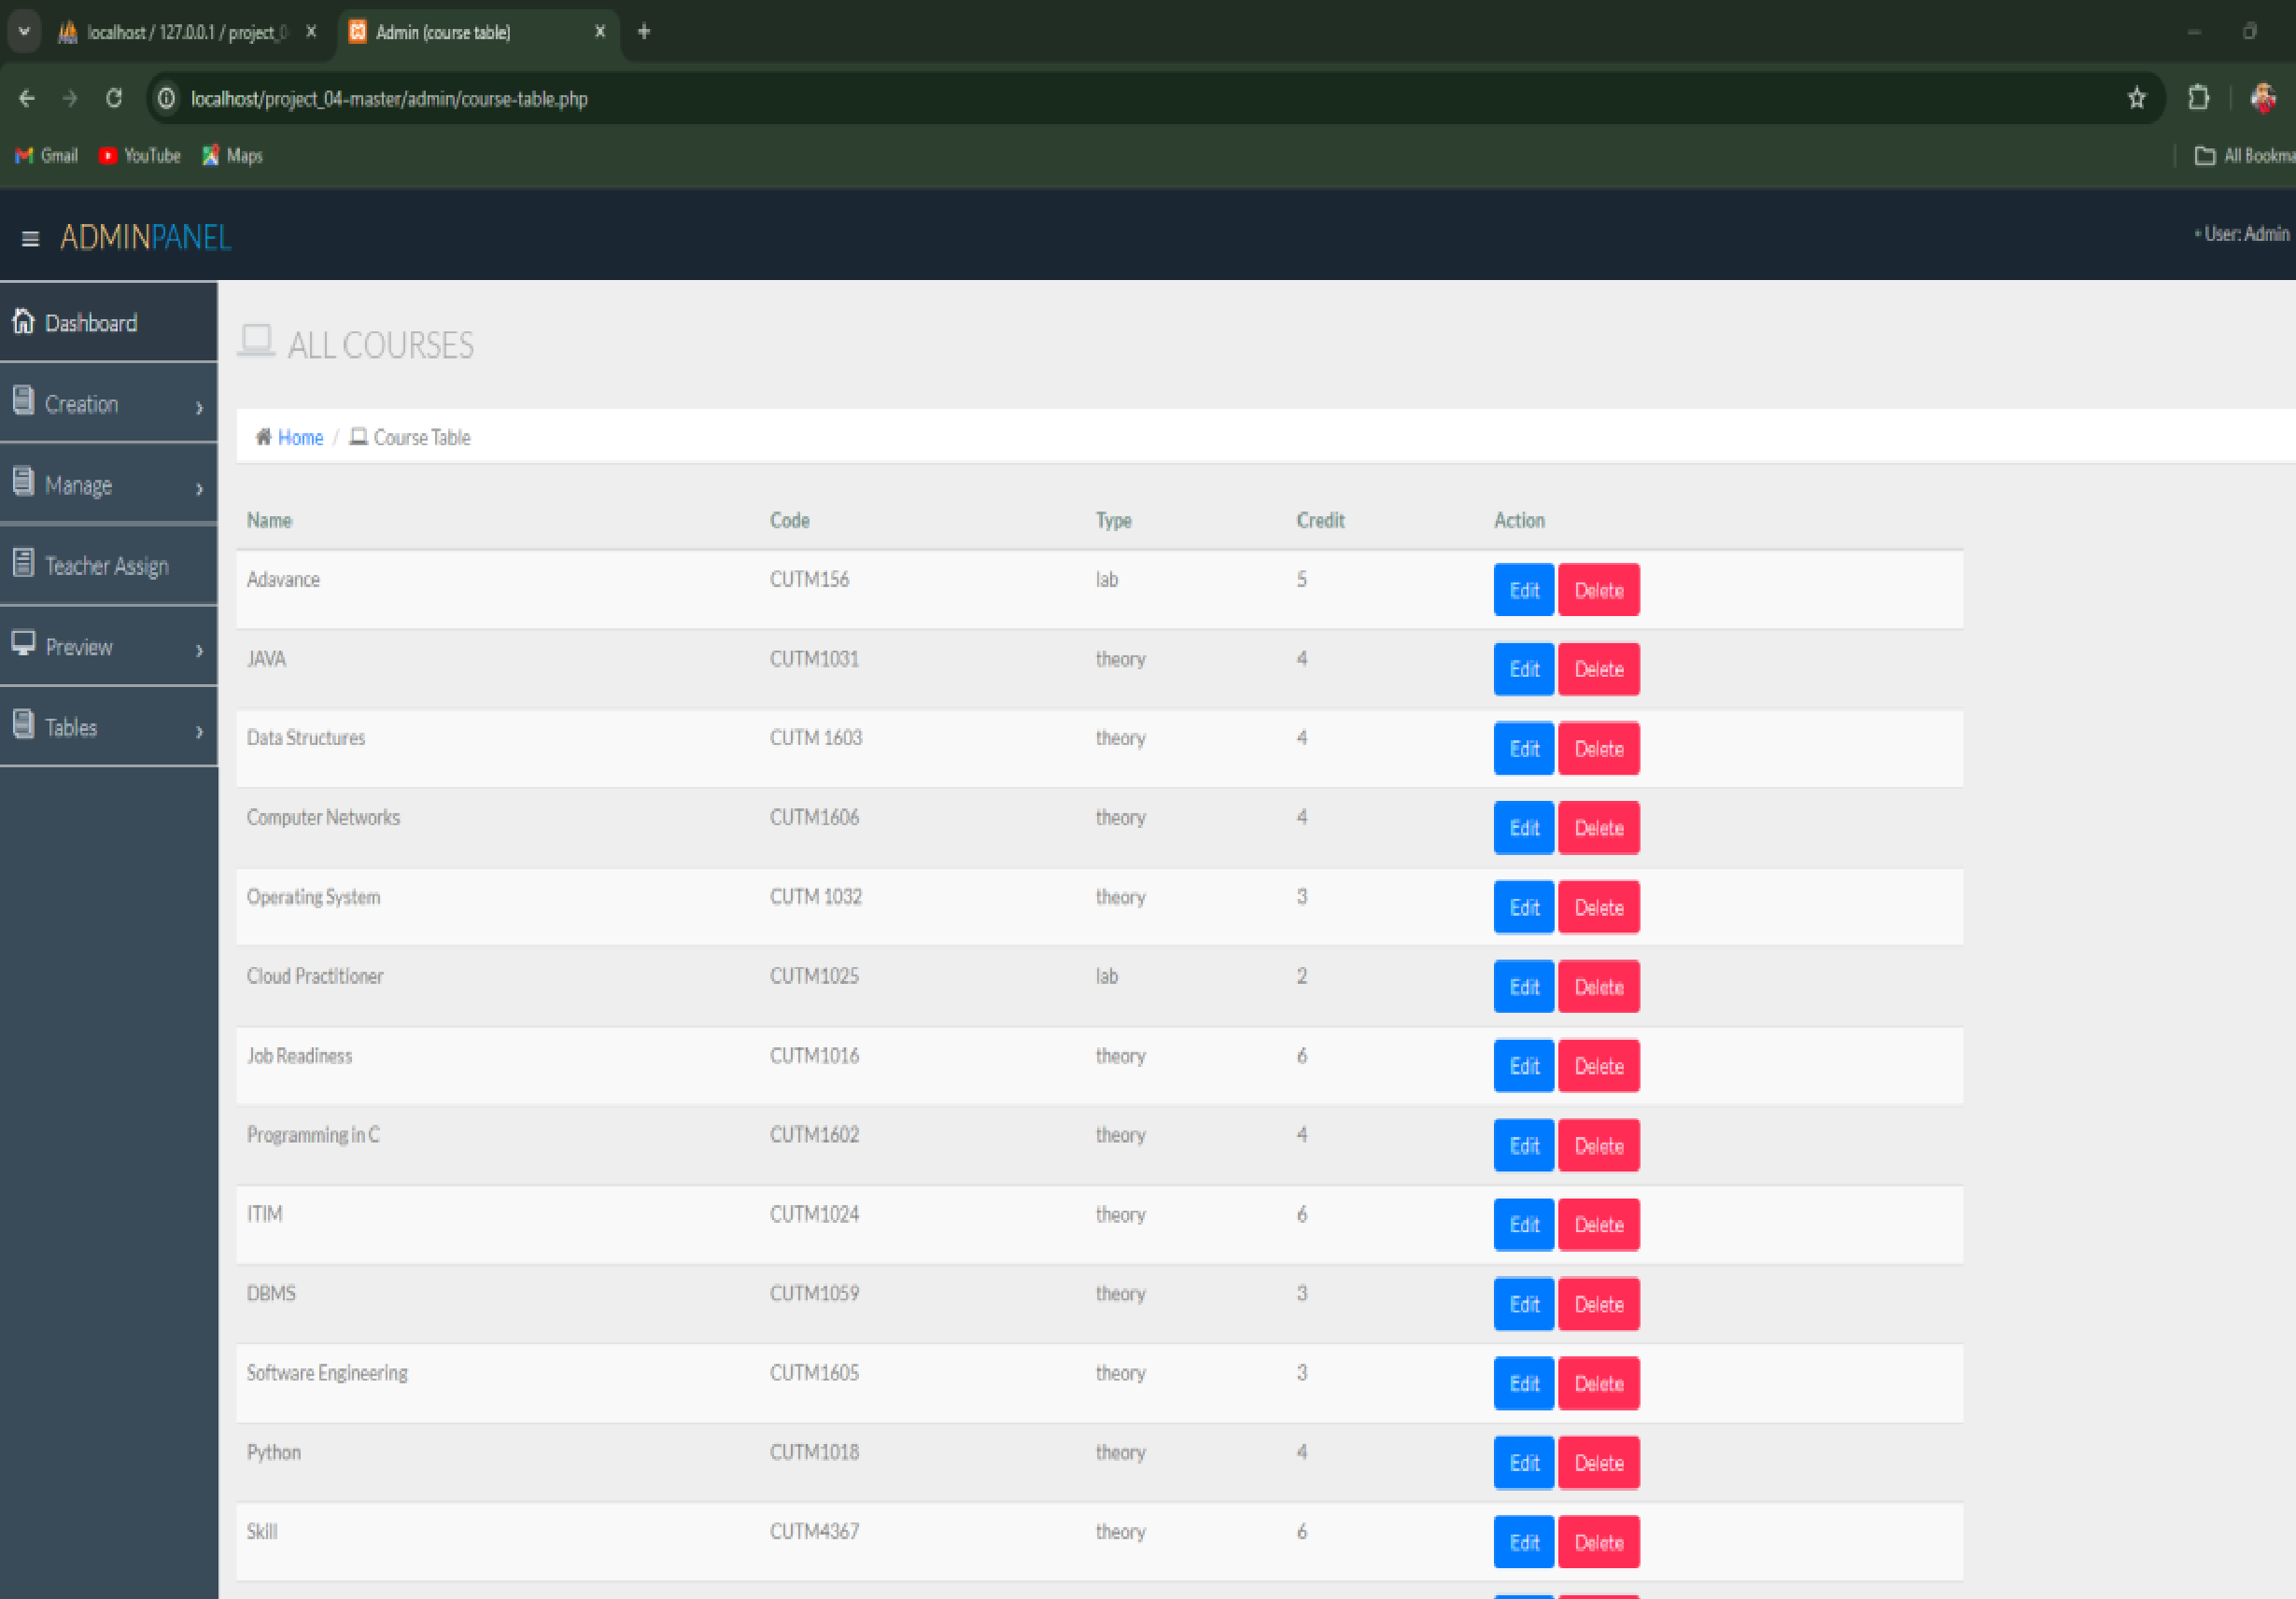 localhost / 127.0.0.1 / project_0
Admin (course table)
localhost/project_04-master/admin/course-table.php
Gmail YouTube Maps
All Bookma
ADMINPANEL
User: Admin
Dashboard
Creation
Manage
Teacher Assign
Preview
Tables
ALL COURSES
Home / Course Table
Name Code Type Credit Action
Adavance CUTM156 lab 5 Edit Delete
JAVA CUTM1031 theory 4 Edit Delete
Data Structures CUTM 1603 theory 4 Edit Delete
Computer Networks CUTM1606 theory 4 Edit Delete
Operating System CUTM 1032 theory 3 Edit Delete
Cloud Practitioner CUTM1025 lab 2 Edit Delete
Job Readiness CUTM1016 theory 6 Edit Delete
Programming in C CUTM1602 theory 4 Edit Delete
ITIM CUTM1024 theory 6 Edit Delete
DBMS CUTM1059 theory 3 Edit Delete
Software Engineering CUTM1605 theory 3 Edit Delete
Python CUTM1018 theory 4 Edit Delete
Skill CUTM4367 theory 6 Edit Delete